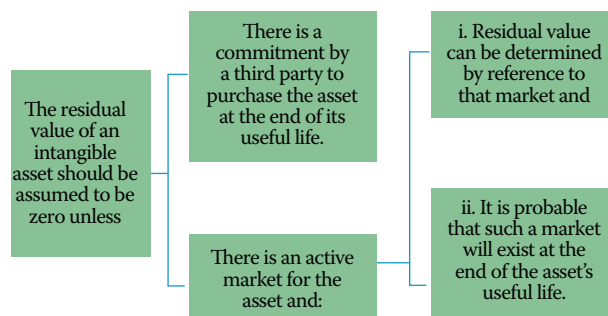 The residual
value of an
intangible
asset should be
assumed to be
zero unless
There is a
commitment by
a third party to
purchase the asset
at the end of its
useful life.
There is an active
market for the
asset and:
i. Residual value
can be determined
by reference to
that market and
ii. It is probable
that such a market
will exist at the
end of the asset’s
useful life.